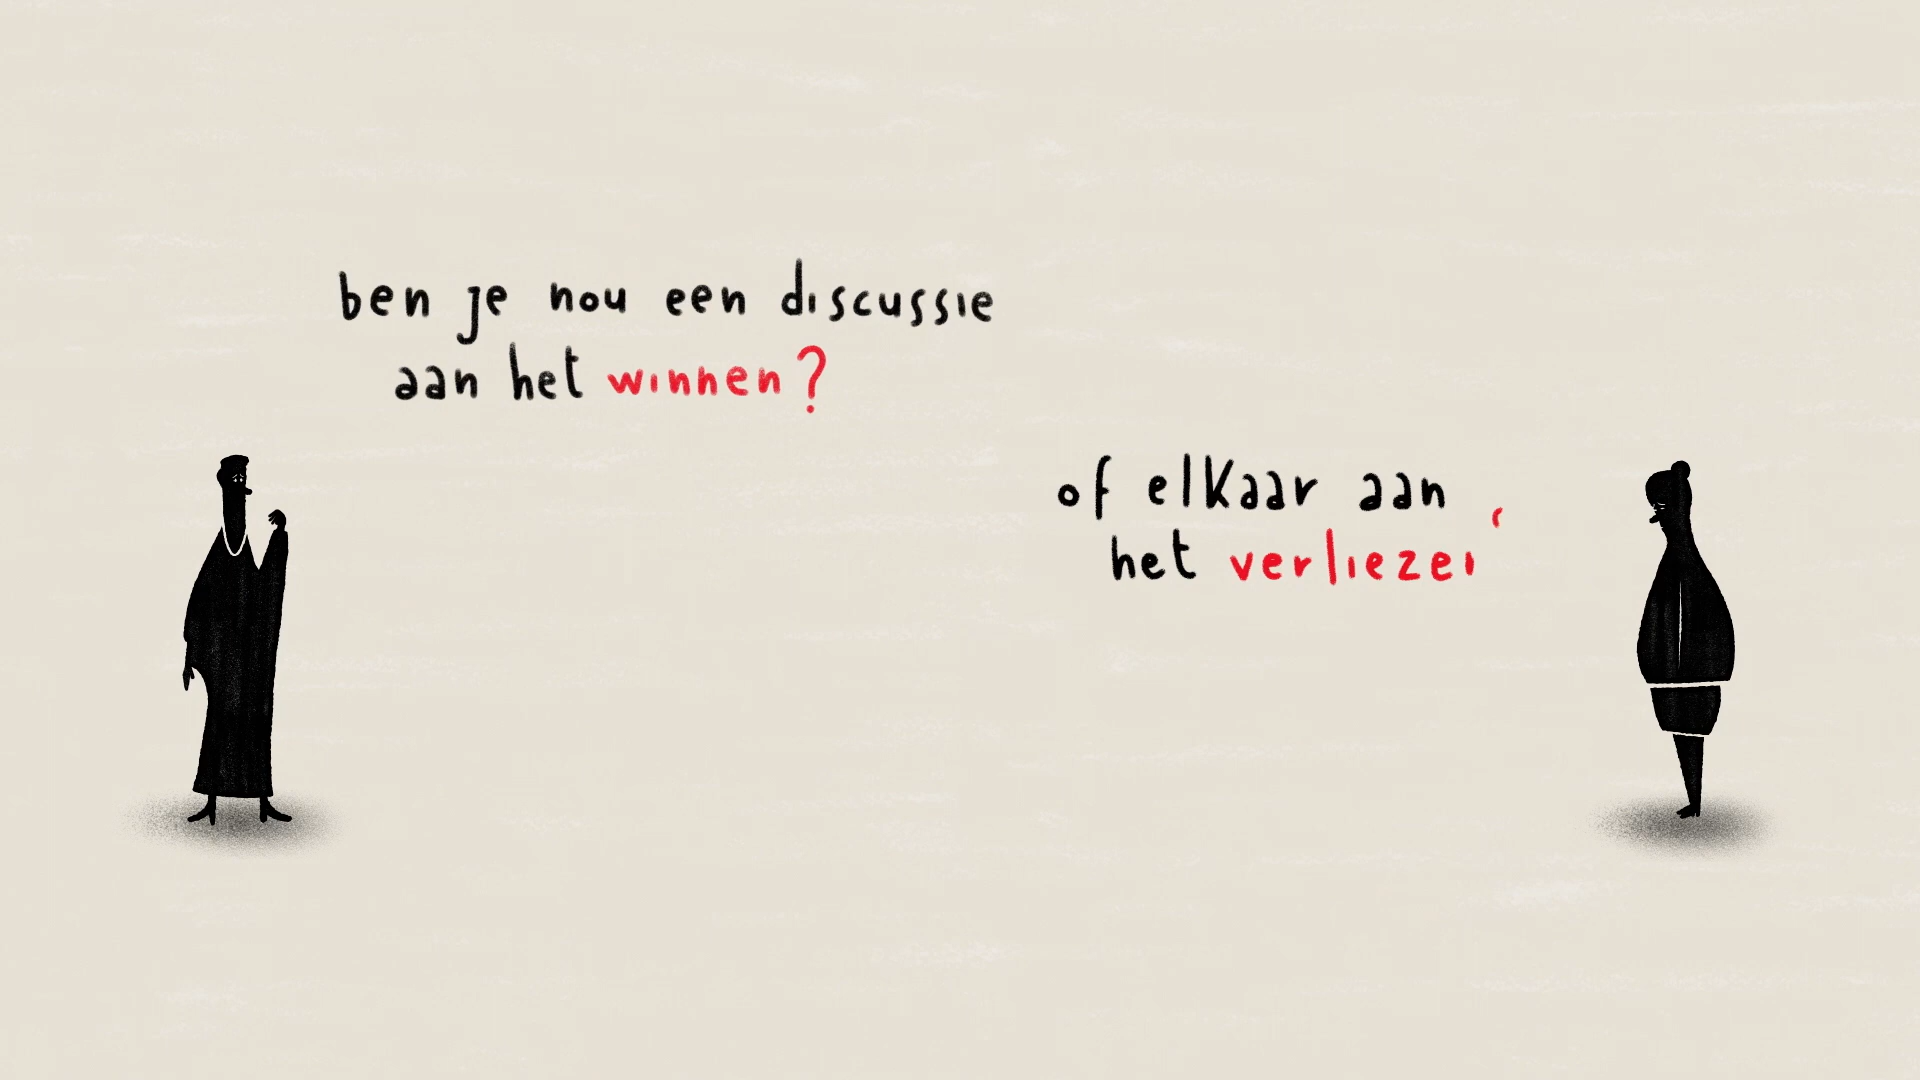 ben je nou een discussie
aan het winnen?
of elkaar aan
het